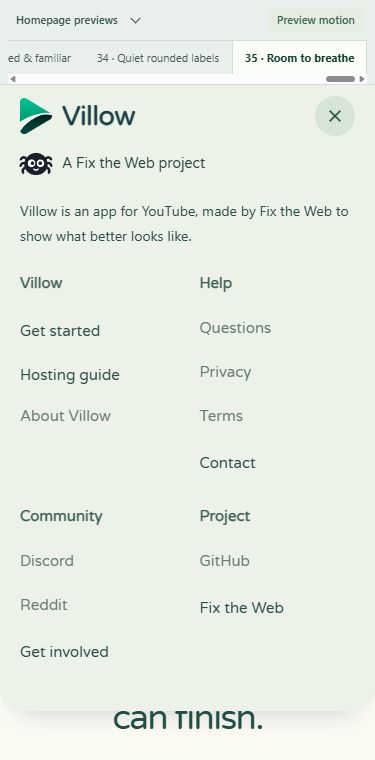 Homepage previews
Preview motion
ed & familiar
34 · Quiet rounded labels
35 · Room to breathe
Villow
A Fix the Web project
Villow is an app for YouTube, made by Fix the Web to
show what better looks like.
Villow
Get started
Hosting guide
About Villow
Help
Questions
Privacy
Terms
Contact
Community
Discord
Reddit
Get involved
Project
GitHub
Fix the Web
can finish.